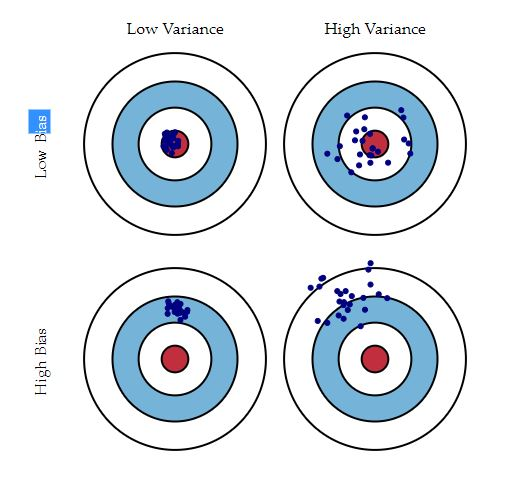 Low Variance
High Variance
Low Bias
High Bias